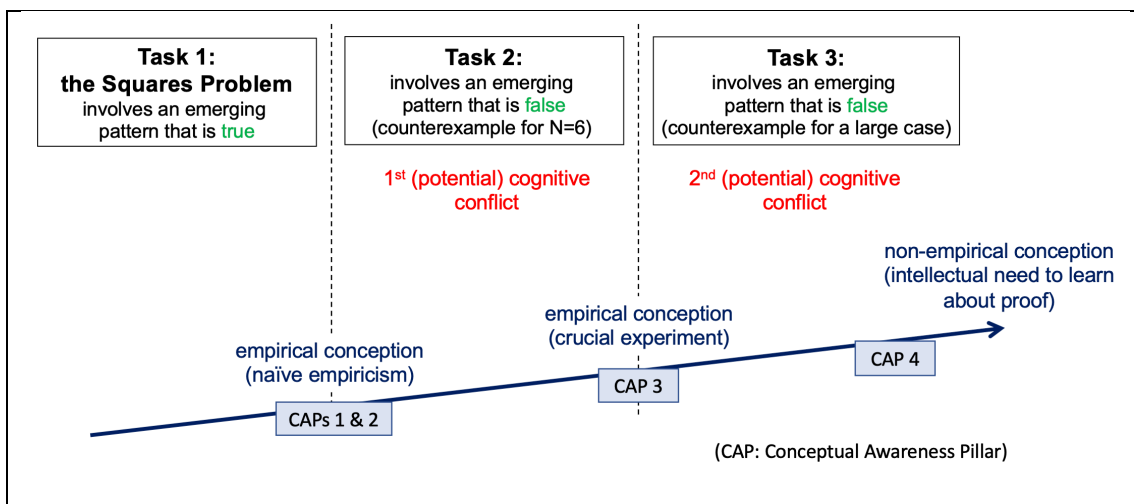 Task 1:
the Squares Problem
involves an emerging
pattern that is true
Task 2:
involves an emerging
pattern that is false
(counterexample for N=6)
Task 3:
involves an emerging
pattern that is false
(counterexample for a large case)
1st (potential) cognitive
conflict
2nd (potential) cognitive
conflict
non-empirical conception
(intellectual need to learn
about proof)
empirical conception
(crucial experiment)
empirical conception
(naïve empiricism)
CAP 4
CAP 3
CAPs 1 & 2
(CAP: Conceptual Awareness Pillar)